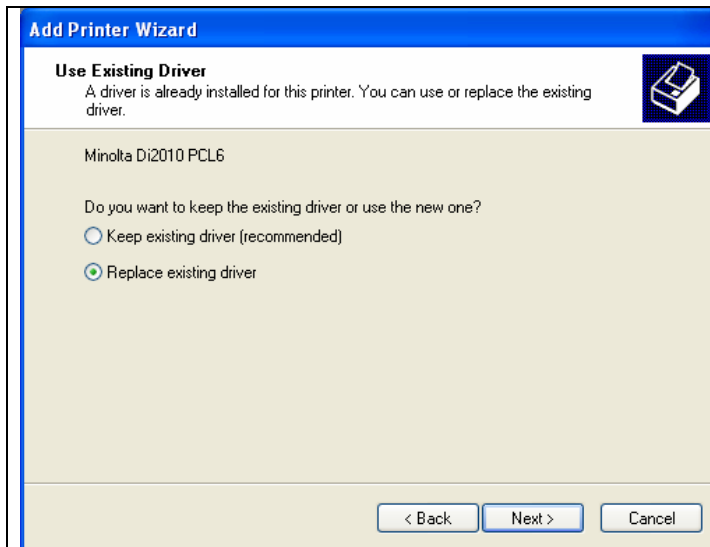 Add Printer Wizard
Use Existing Driver
A driver is already installed for this printer. You can use or replace the existing
driver.
Minolta Di2010 PCL6
Do you want to keep the existing driver or use the new one?
Keep existing driver (recommended)
Replace existing driver
< Back Next > Cancel